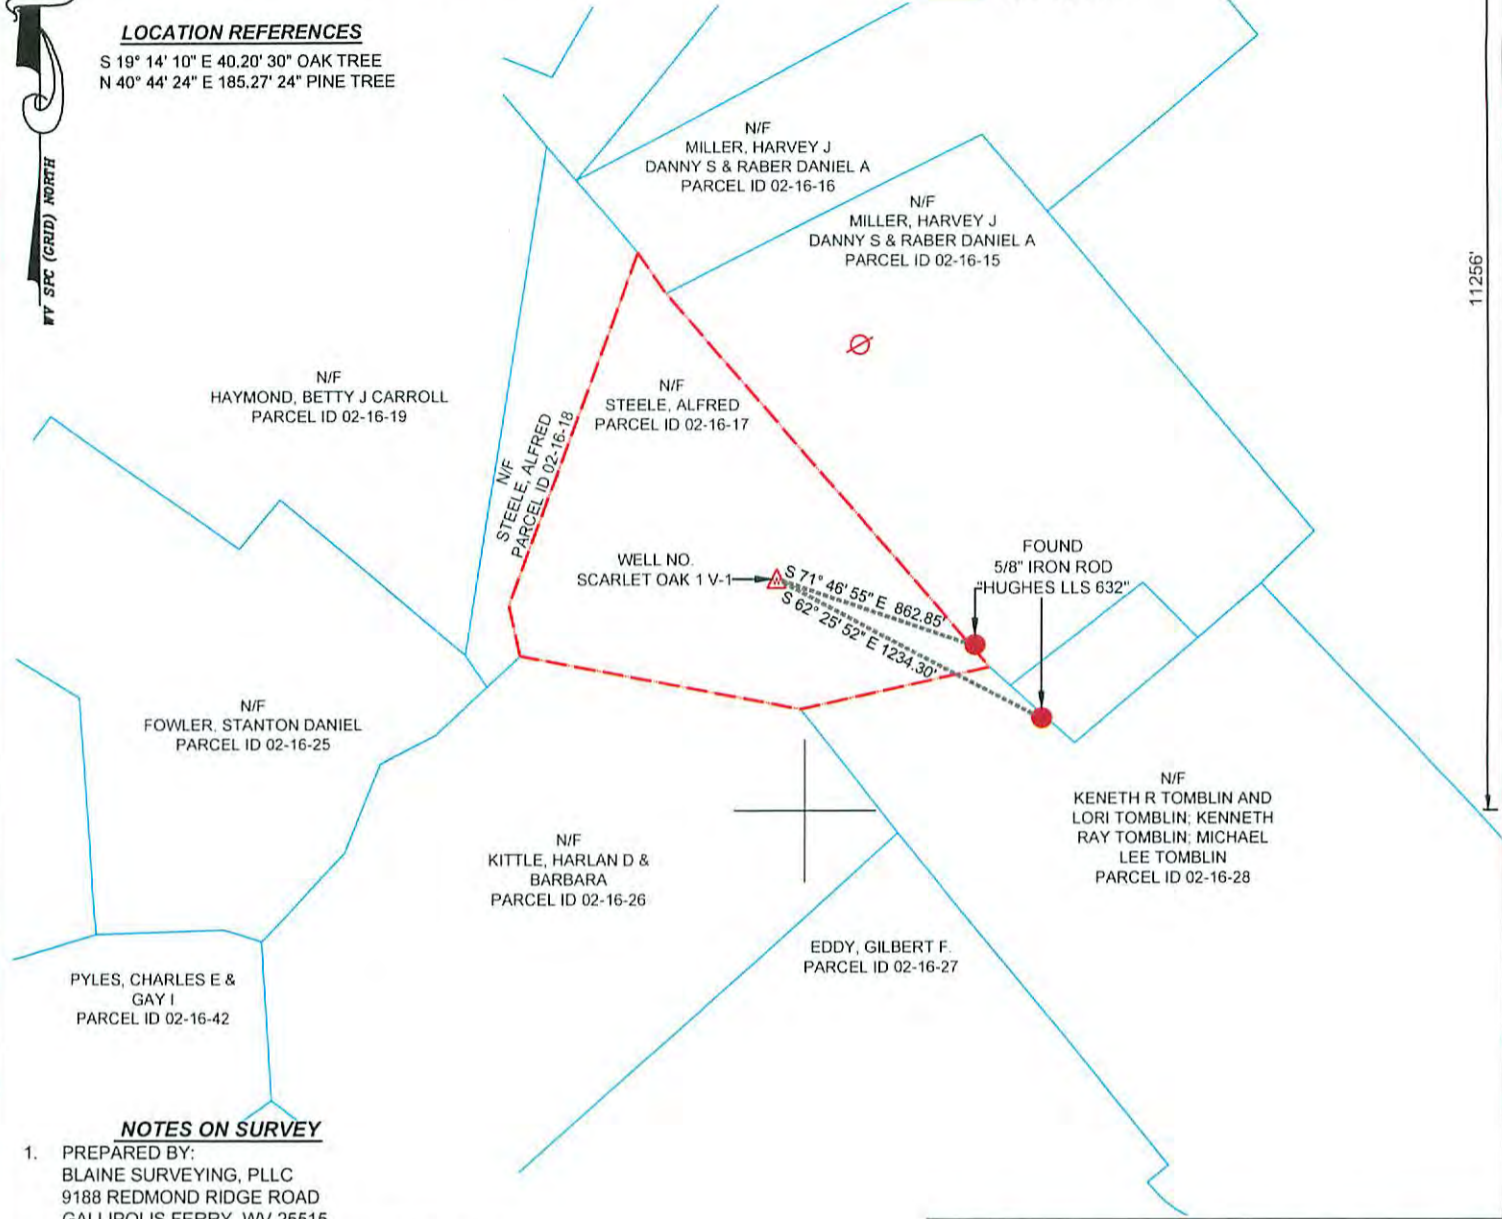 LOCATION REFERENCES
S 19° 14' 10" E 40.20' 30" OAK TREE
N 40° 44' 24" E 185.27' 24" PINE TREE
WV SPC (GRID) NORTH
N/F
MILLER, HARVEY J
DANNY S & RABER DANIEL A
PARCEL ID 02-16-16
N/F
MILLER, HARVEY J
DANNY S & RABER DANIEL A
PARCEL ID 02-16-15
11256'
N/F
HAYMOND, BETTY J CARROLL
PARCEL ID 02-16-19
N/F
STEELE, ALFRED
PARCEL ID 02-16-18
N/F
STEELE, ALFRED
PARCEL ID 02-16-17
WELL NO.
SCARLET OAK 1 V-1
S 71° 46' 55" E 862.85'
S 62° 25' 52" E 1234.30'
FOUND
5/8" IRON ROD
"HUGHES LLS 632"
N/F
FOWLER, STANTON DANIEL
PARCEL ID 02-16-25
N/F
KITTLE, HARLAN D &
BARBARA
PARCEL ID 02-16-26
N/F
KENETH R TOMBLIN AND
LORI TOMBLIN; KENNETH
RAY TOMBLIN; MICHAEL
LEE TOMBLIN
PARCEL ID 02-16-28
EDDY, GILBERT F.
PARCEL ID 02-16-27
PYLES, CHARLES E &
GAY I
PARCEL ID 02-16-42
NOTES ON SURVEY
1. PREPARED BY:
BLAINE SURVEYING, PLLC
9188 REDMOND RIDGE ROAD
GALLIPOLIS FERRY, WV 25515